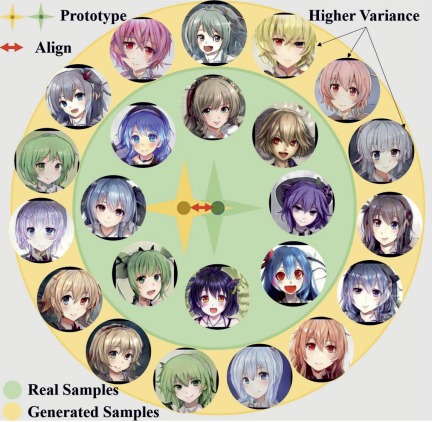 Prototype
Higher Variance
Align
Real Samples
Generated Samples